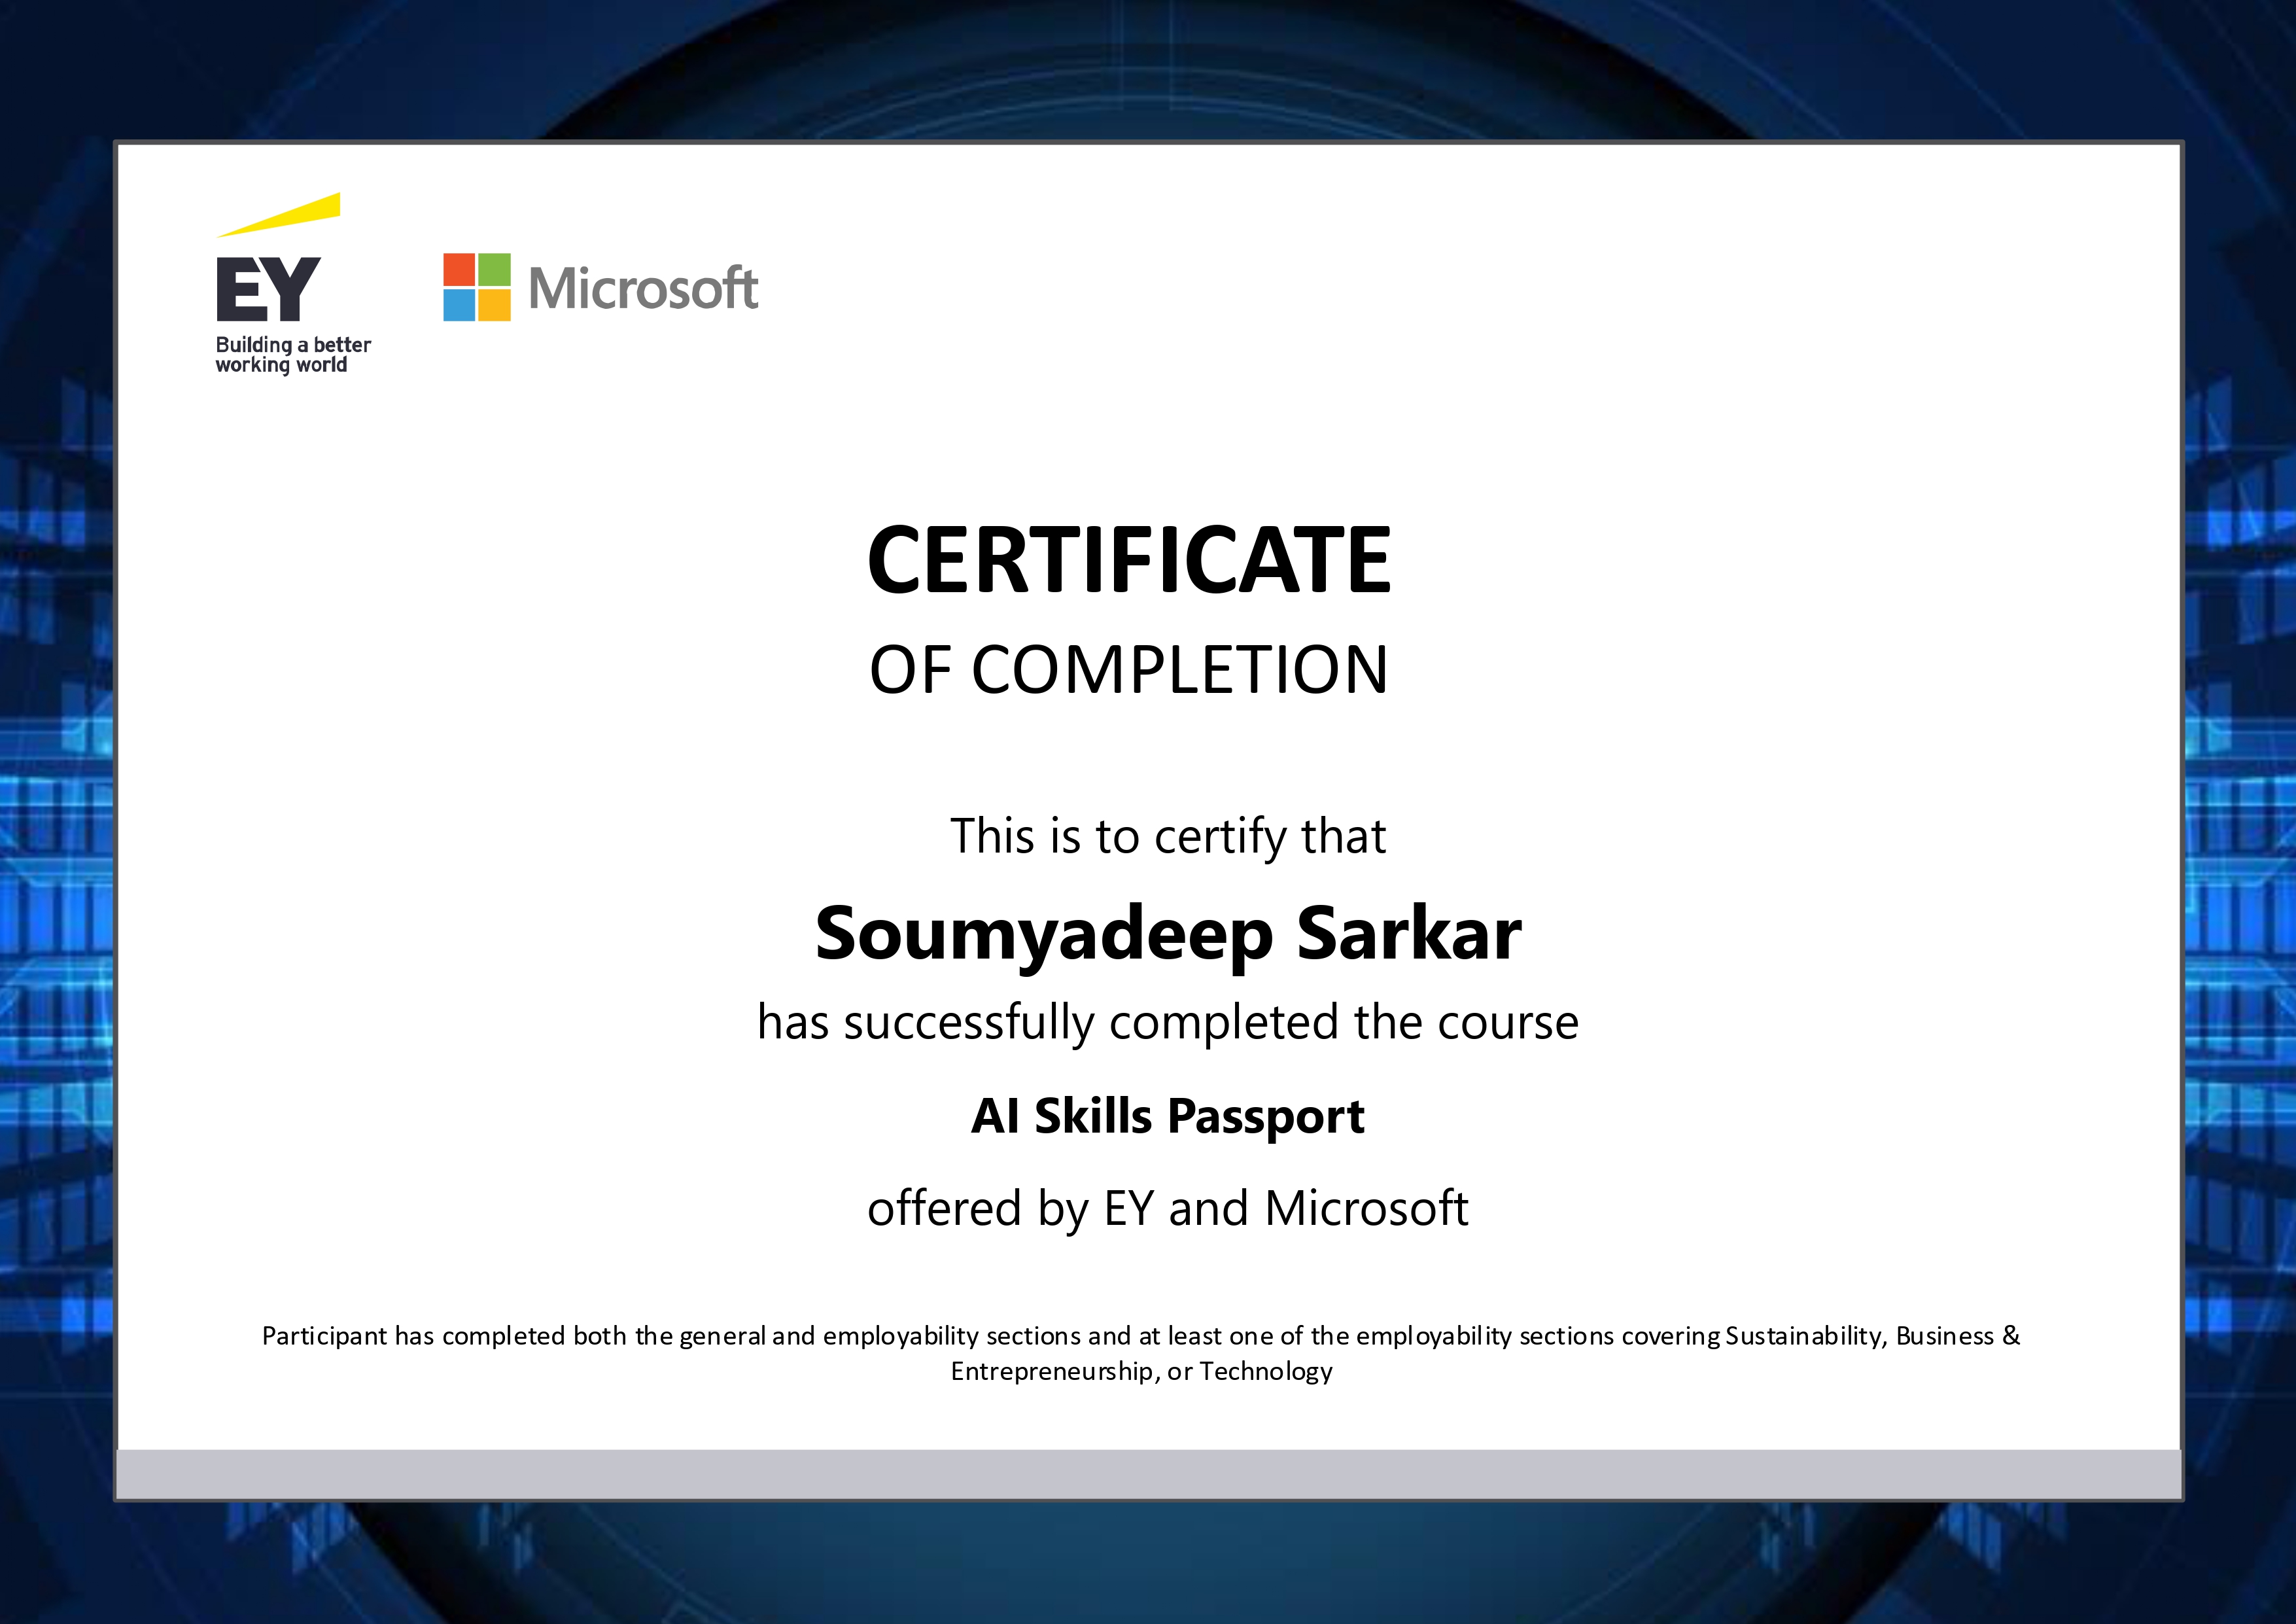 EY
Building a better
working world
Microsoft
CERTIFICATE
OF COMPLETION
This is to certify that
Soumyadeep Sarkar
has successfully completed the course
AI Skills Passport
offered by EY and Microsoft
Participant has completed both the general and employability sections and at least one of the employability sections covering Sustainability, Business &
Entrepreneurship, or Technology